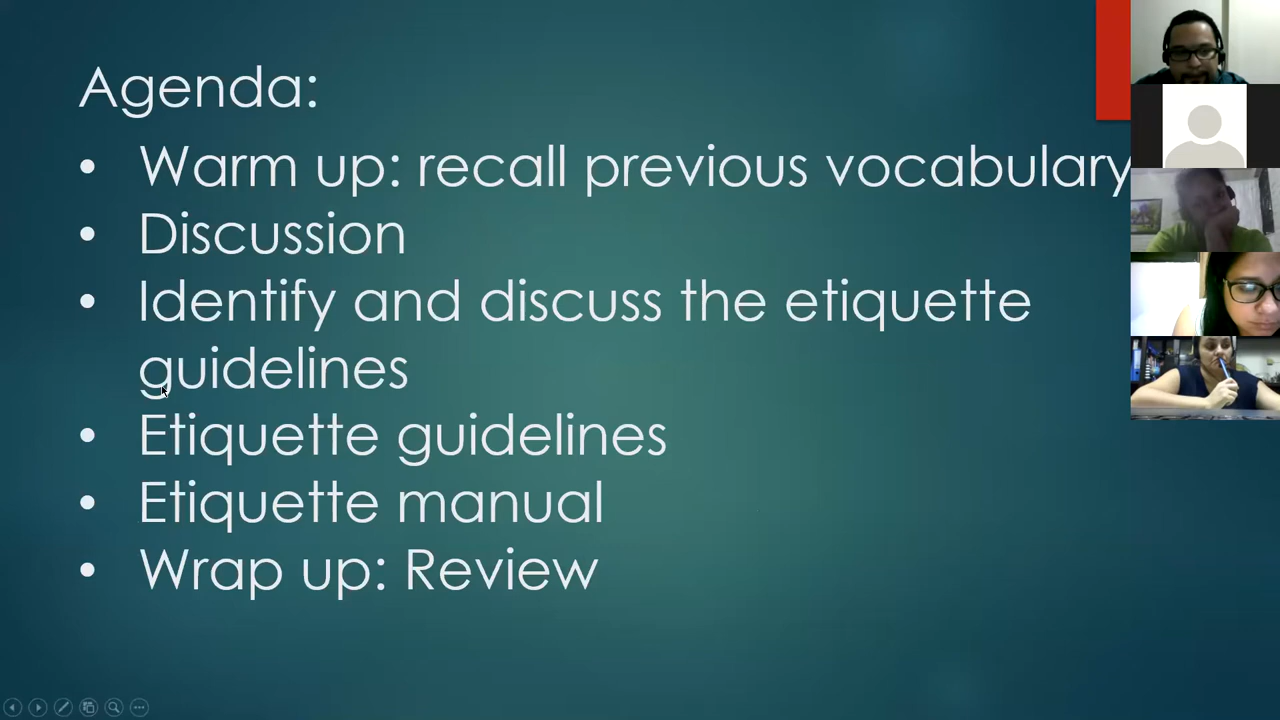 Agenda:
• Warm up: recall previous vocabulary
• Discussion
• Identify and discuss the etiquette
guidelines
• Etiquette guidelines
• Etiquette manual
• Wrap up: Review